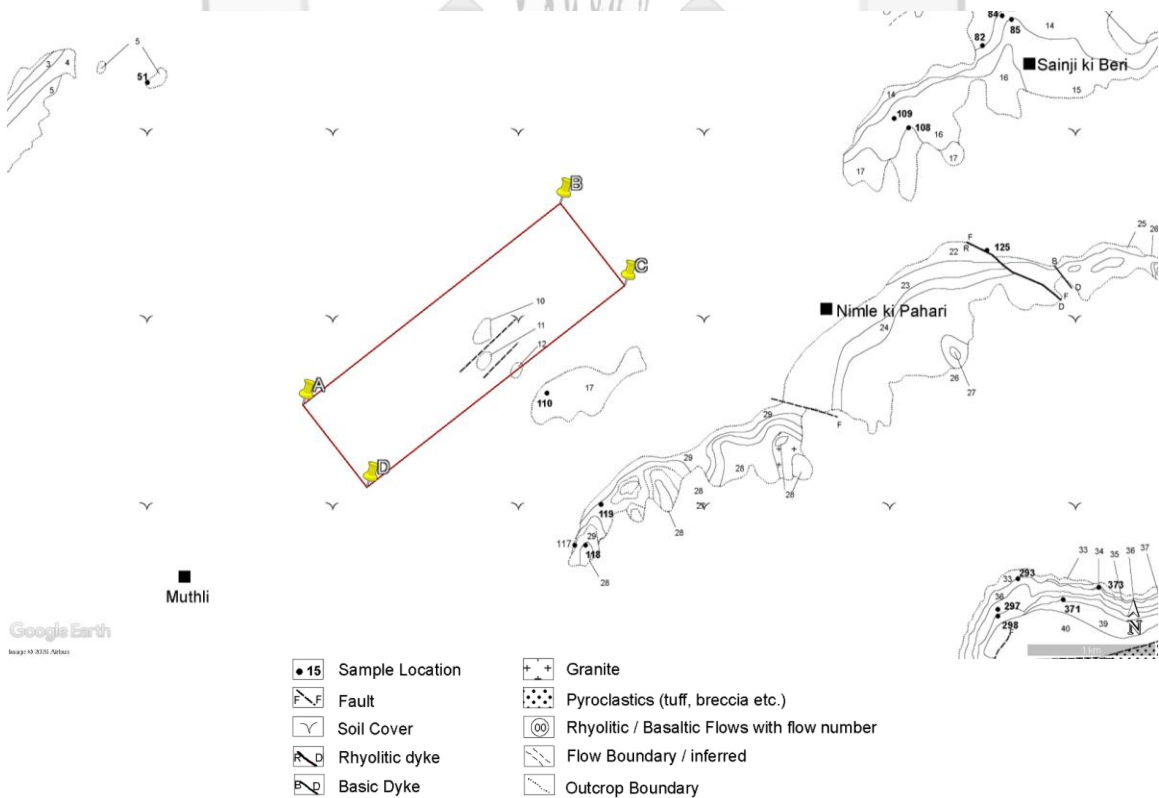 84
85
14
82
Sainji ki Beri
5
3
4
51
5
16
15
14
109
108
16
17
17
B
25
F
26
R
125
22
B
C
23
F
D
D
10
Nimle ki Pahari
11
24
12
26
27
A
17
110
29
F
29
28
28
D
28
28
119
28
117
29
118
28
33
34
35
36
37
33
293
373
Muthli
36
297
371
298
39
N
40
F
Google Earth
Image © 2026 Airbus
1 km
15 Sample Location
F F Fault
Soil Cover
R D Rhyolitic dyke
B D Basic Dyke
Granite
Pyroclastics (tuff, breccia etc.)
00 Rhyolitic / Basaltic Flows with flow number
Flow Boundary / inferred
Outcrop Boundary